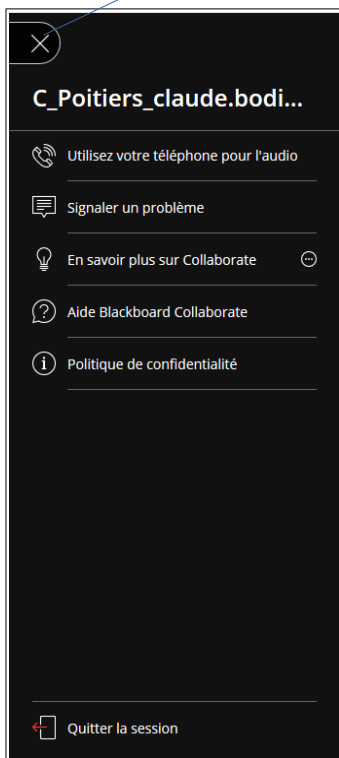 C_Poitiers_claude.bodi...
Utilisez votre téléphone pour l'audio
Signaler un problème
En savoir plus sur Collaborate
Aide Blackboard Collaborate
Politique de confidentialité
Quitter la session